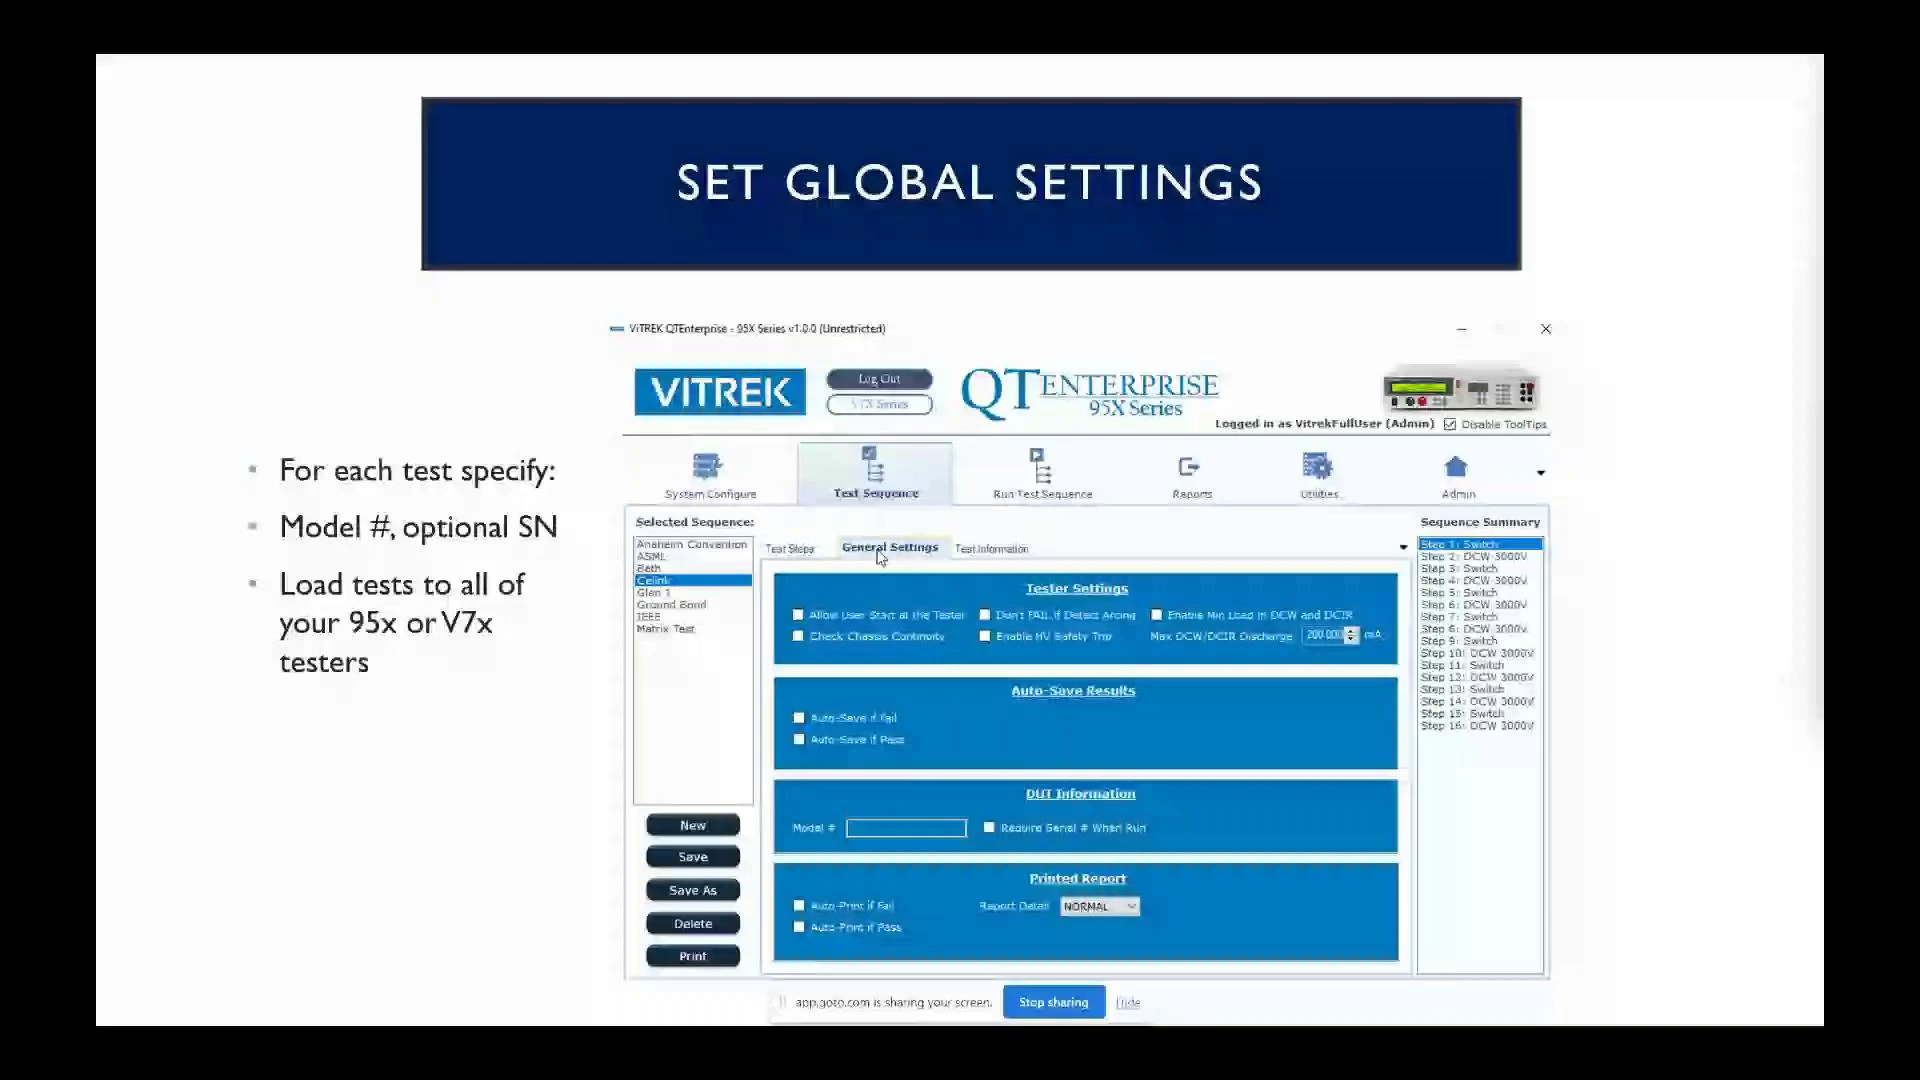 SET GLOBAL SETTINGS
For each test specify:
Model #, optional SN
Load tests to all of
your 95x or V7x
testers
ViTREK QTEnterprise - 95X Series v1.0.0 (Unrestricted)
VITREK
Log Out
V7X Series
QT ENTERPRISE
95X Series
Logged in as VitrekFullUser (Admin) Disable ToolTips
System Configure Test Sequence Run Test Sequence Reports Utilities Admin
Selected Sequence:
Anaheim Convention
ASML
Beth
Celink
Glen 1
Ground Bond
IEEE
Matrix Test
New
Save
Save As
Delete
Print
Test Steps General Settings Test Information
Tester Settings
Allow User Start at the Tester Don't FAIL if Detect Arcing Enable Min Load in DCW and DCIR
Check Chassis Continuity Enable HV Safety Trip Max DCW/DCIR Discharge 200.000 mA
Auto-Save Results
Auto-Save if Fail
Auto-Save if Pass
DUT Information
Model # Require Serial # When Run
Printed Report
Auto-Print if Fail Report Detail NORMAL
Auto-Print if Pass
Sequence Summary
Step 1: Switch
Step 2: DCW 3000V
Step 3: Switch
Step 4: DCW 3000V
Step 5: Switch
Step 6: DCW 3000V
Step 7: Switch
Step 8: DCW 3000V
Step 9: Switch
Step 10: DCW 3000V
Step 11: Switch
Step 12: DCW 3000V
Step 13: Switch
Step 14: DCW 3000V
Step 15: Switch
Step 16: DCW 3000V
app.goto.com is sharing your screen. Stop sharing Hide